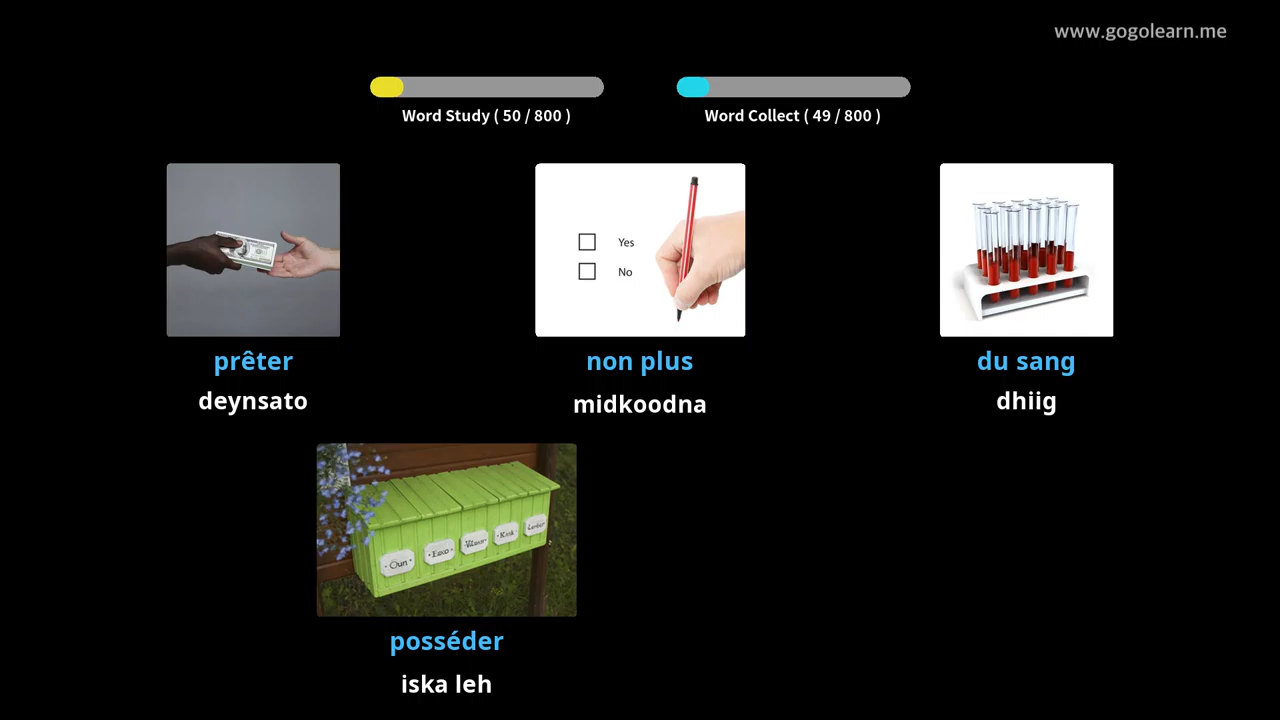 www.gogolearn.me
Word Study ( 50 / 800 )
Word Collect ( 49 / 800 )
Yes
No
prêter
non plus
du sang
deynsato
midkoodna
dhiig
Õun
posséder
iska leh